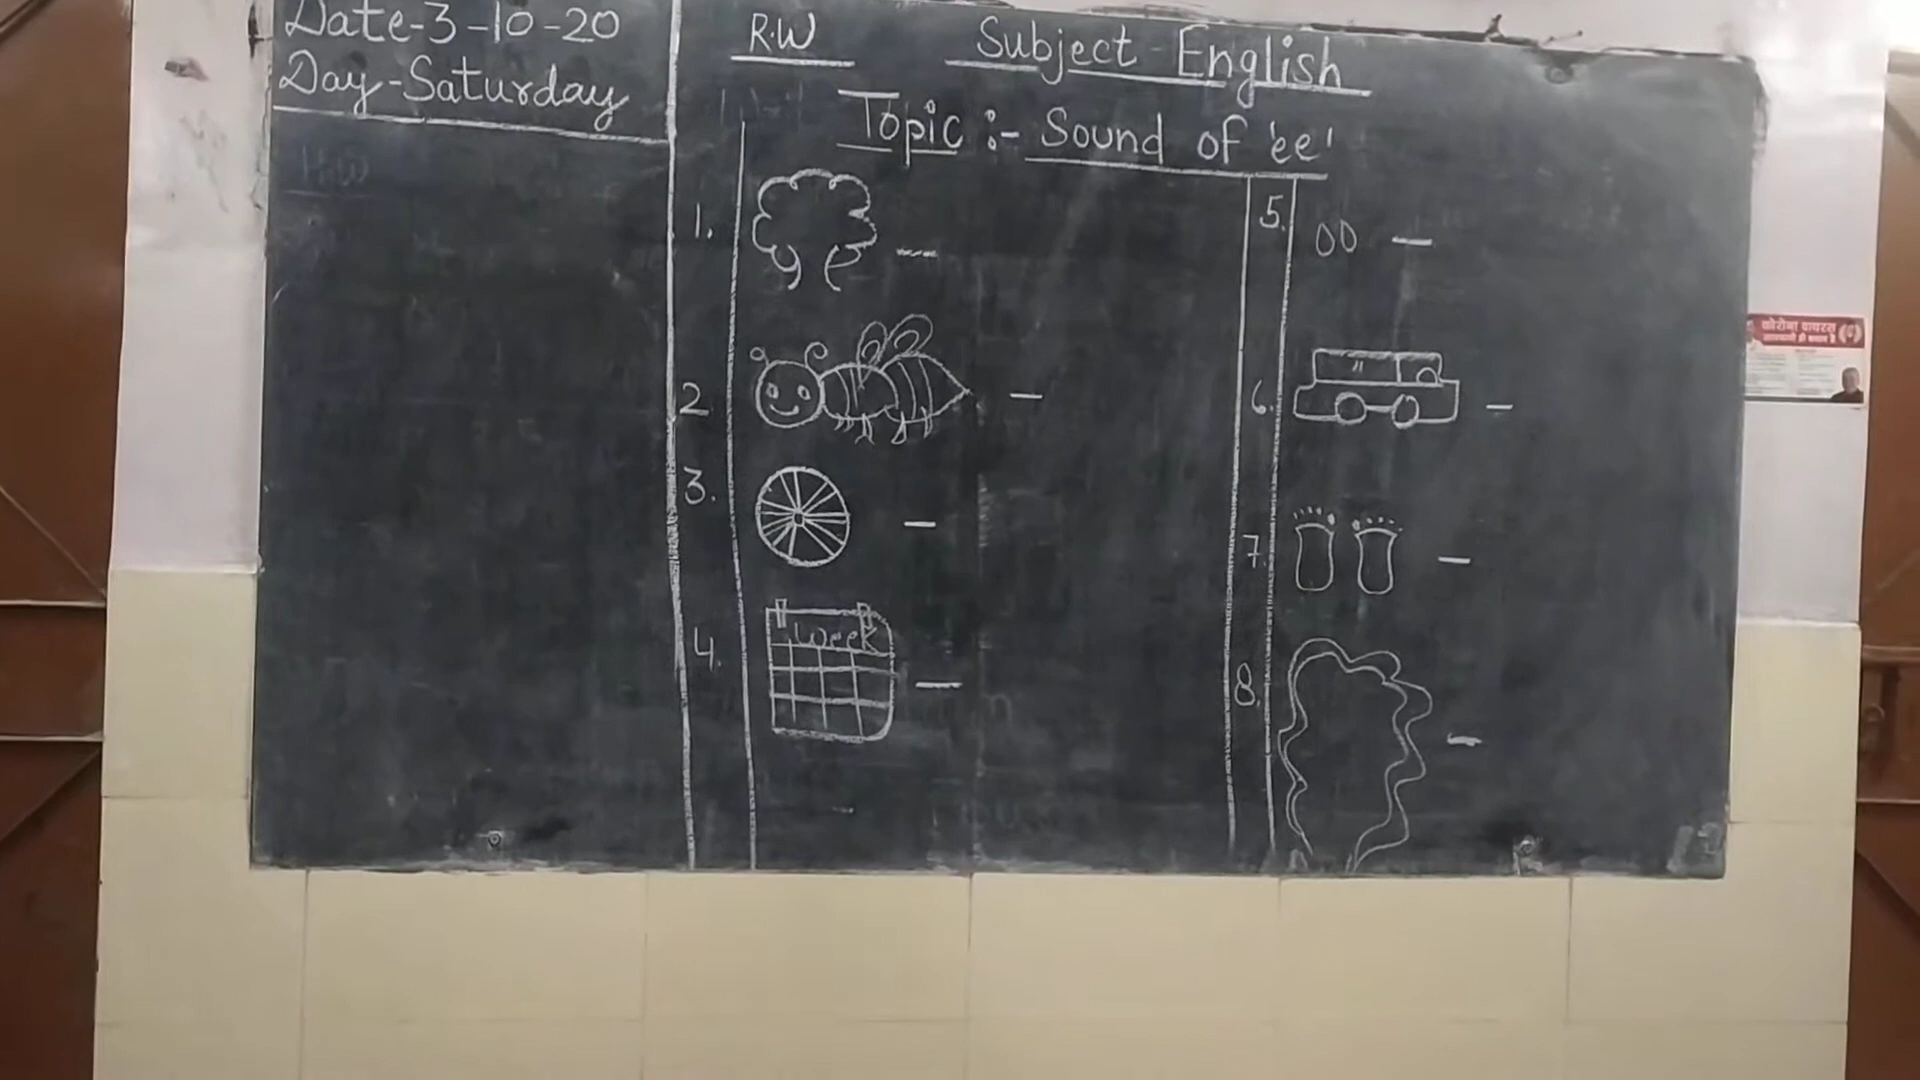 Date-3-10-20
Day-Saturday
H.W
R.W
Subject English
Topic :- Sound of 'ee'
1.
2
3.
4.
Week
5.
6.
7.
8.
कोरोना वायरस